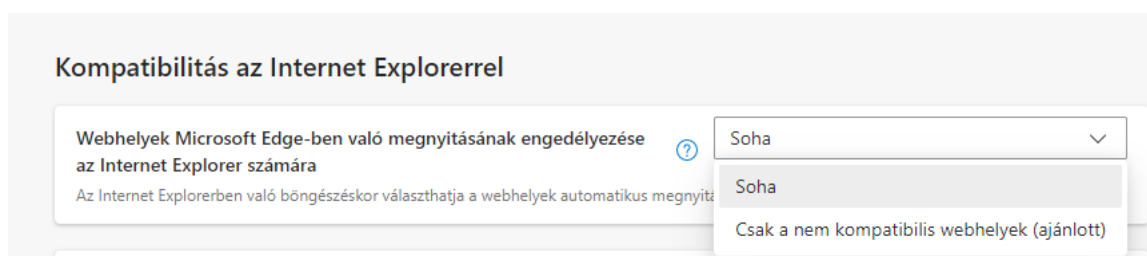 Kompatibilitás az Internet Explorerrel
Webhelyek Microsoft Edge-ben való megnyitásának engedélyezése
az Internet Explorer számára
Az Internet Explorerben való böngészéskor választhatja a webhelyek automatikus
Soha
Soha
Csak a nem kompatibilis webhelyek (ajánlott)